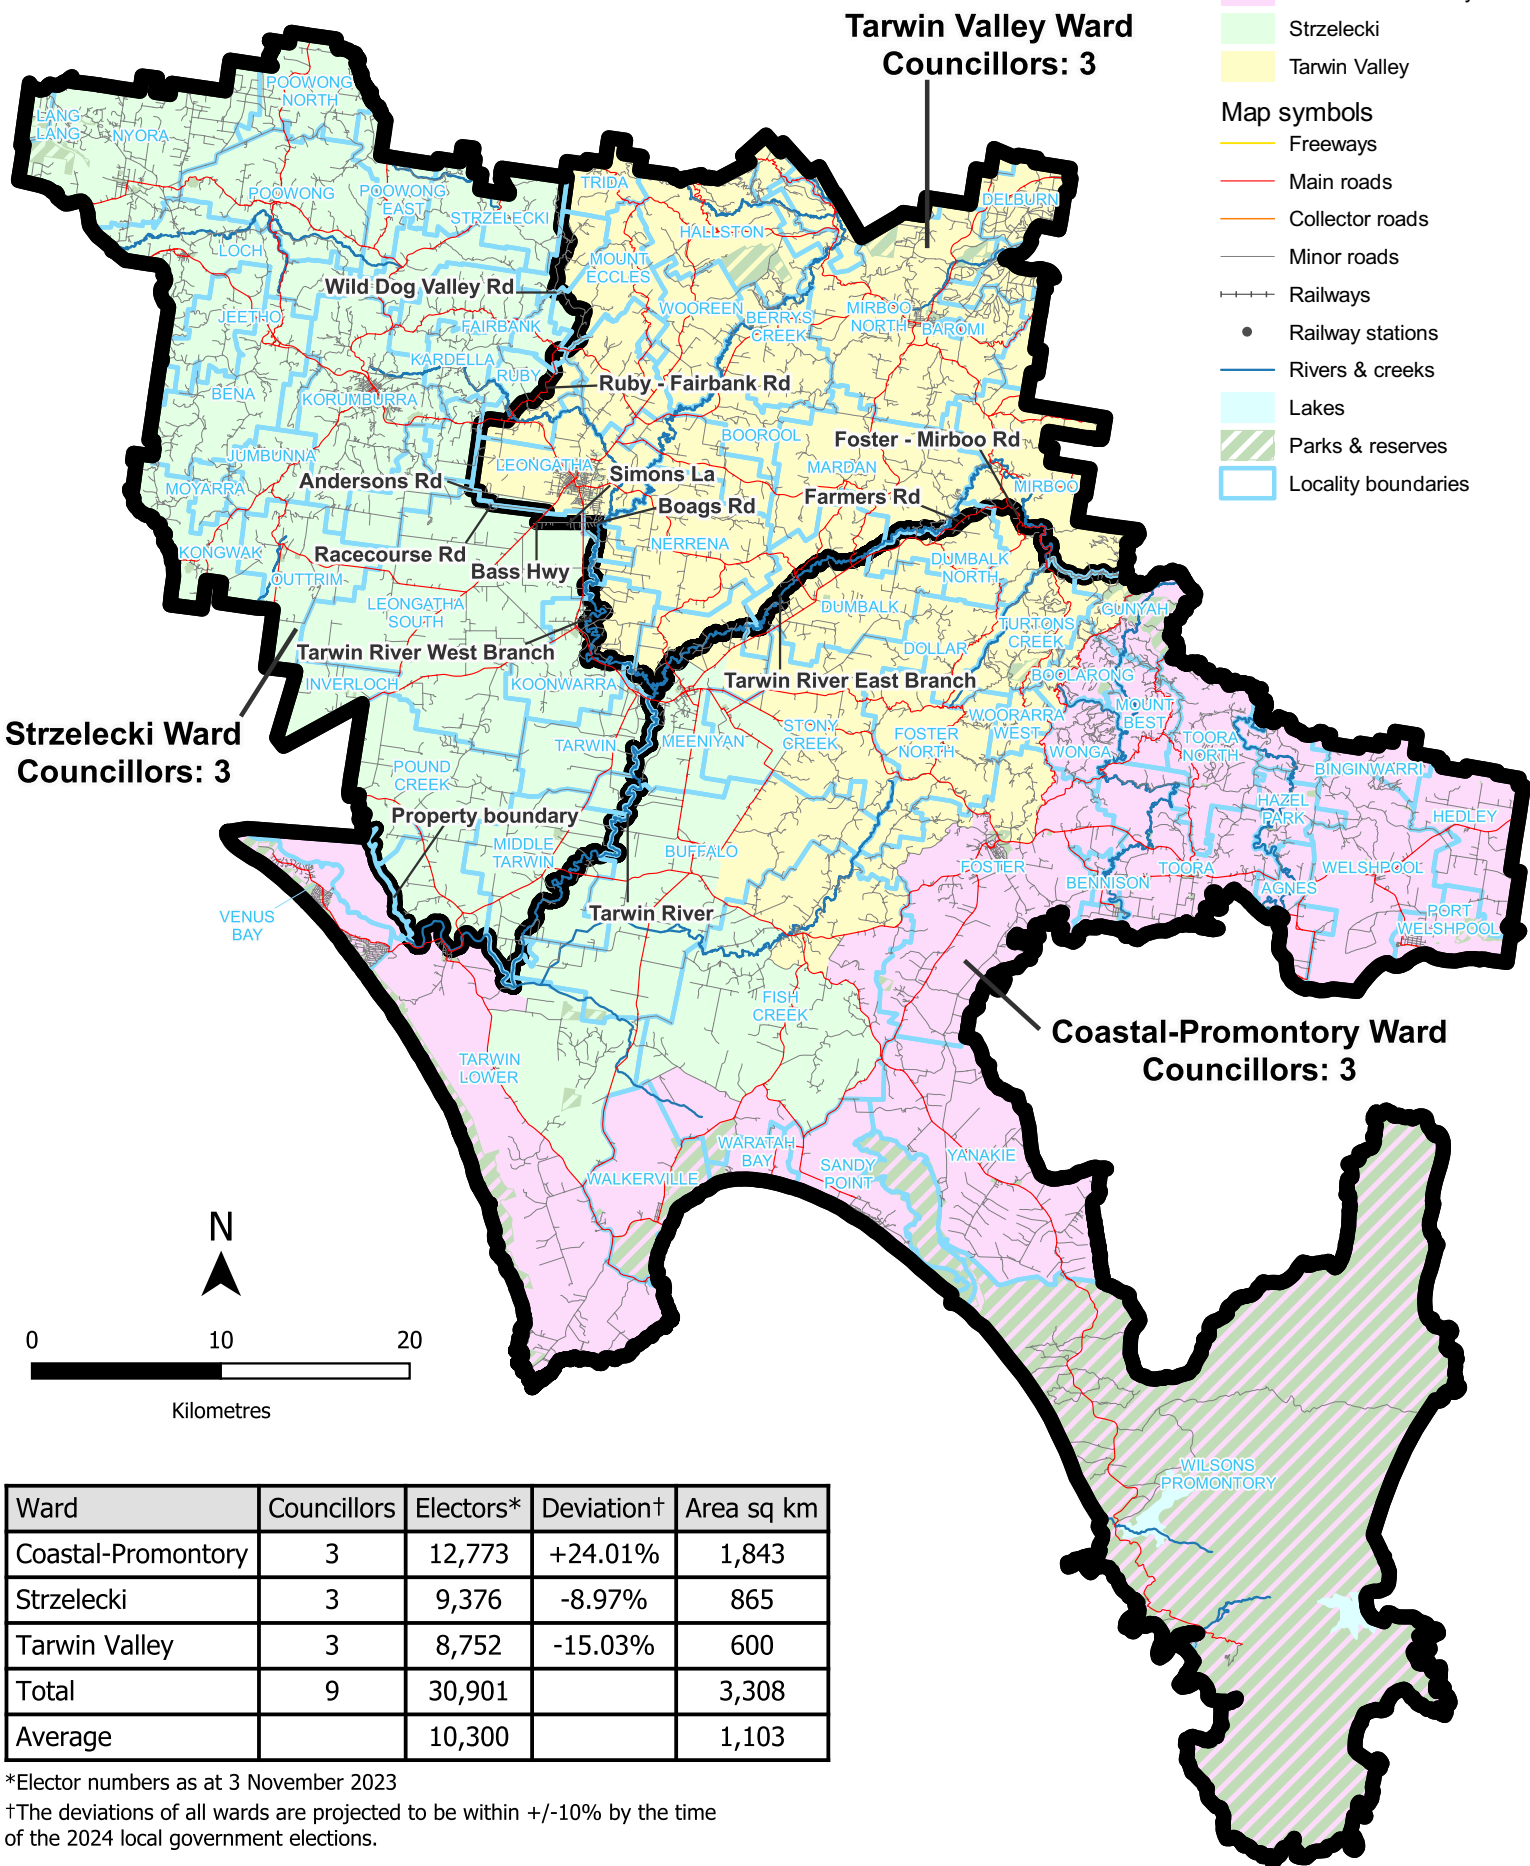 Tarwin Valley Ward
Councillors: 3
Strzelecki
Tarwin Valley
Map symbols
Freeways
Main roads
Collector roads
Minor roads
Railways
Railway stations
Rivers & creeks
Lakes
Parks & reserves
Locality boundaries
POOWONG
NORTH
LANG
LANG
NYORA
POOWONG
POOWONG
EAST
STRZELECKI
LOCH
TRIDA
HALLSTON
DELBURN
MOUNT
ECCLES
Wild Dog Valley Rd
WOOREEN
BERRYS
CREEK
MIRBOO
NORTH
BAROMI
JEETHO
FAIRBANK
KARDELLA
RUBY
Ruby - Fairbank Rd
BENA
KORUMBURRA
BOOROOL
Foster - Mirboo Rd
JUMBUNNA
LEONGATHA
MARDAN
Andersons Rd
Simons La
MOYARRA
Boags Rd
Farmers Rd
MIRBOO
KONGWAK
Racecourse Rd
NERRENA
Bass Hwy
DUMBALK
NORTH
OUTTRIM
LEONGATHA
SOUTH
DUMBALK
GUNYAH
TURTONS
CREEK
Tarwin River West Branch
DOLLAR
INVERLOCH
KOONWARRA
Tarwin River East Branch
BOOLARONG
Strzelecki Ward
Councillors: 3
TARWIN
MEENIYAN
STONY
CREEK
FOSTER
NORTH
WOORARRA
WEST
MOUNT
BEST
WONGA
TOORA
NORTH
BINGINWARRI
POUND
CREEK
HAZEL
PARK
HEDLEY
Property boundary
MIDDLE
TARWIN
BUFFALO
FOSTER
BENNISON
TOORA
WELSHPOOL
AGNES
VENUS
BAY
Tarwin River
PORT
WELSHPOOL
FISH
CREEK
Coastal-Promontory Ward
Councillors: 3
TARWIN
LOWER
WARATAH
BAY
WALKERVILLE
SANDY
POINT
YANAKIE
N
0 10 20
Kilometres
WILSONS
PROMONTORY
Ward Councillors Electors* Deviation† Area sq km
Coastal-Promontory 3 12,773 +24.01% 1,843
Strzelecki 3 9,376 -8.97% 865
Tarwin Valley 3 8,752 -15.03% 600
Total 9 30,901 3,308
Average 10,300 1,103
*Elector numbers as at 3 November 2023
†The deviations of all wards are projected to be within +/-10% by the time
of the 2024 local government elections.